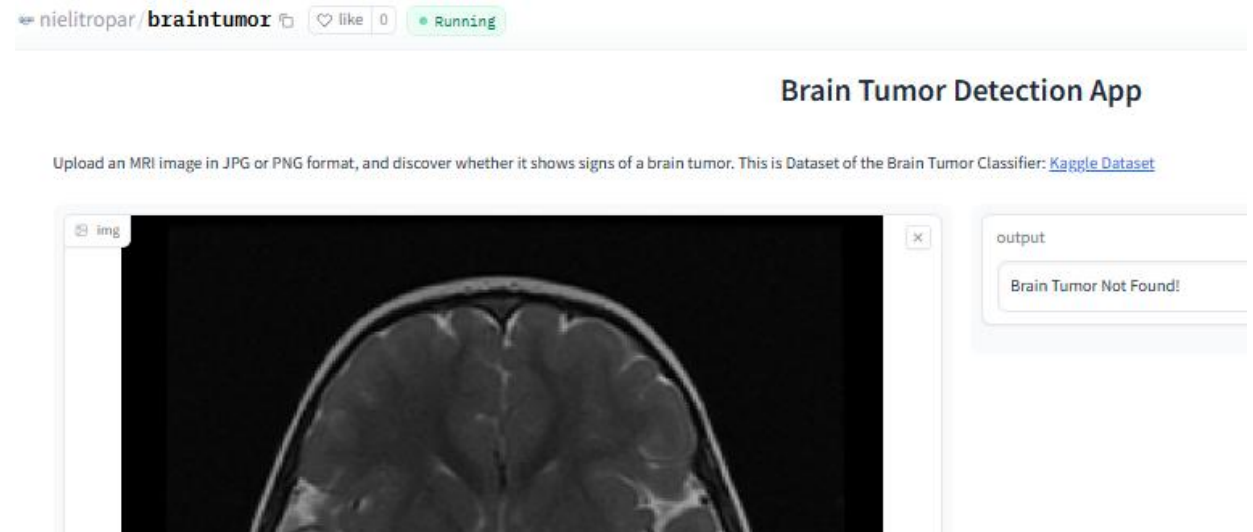 nielitropar/braintumor like 0 Running
Brain Tumor Detection App
Upload an MRI image in JPG or PNG format, and discover whether it shows signs of a brain tumor. This is Dataset of the Brain Tumor Classifier: Kaggle Dataset
img
output
Brain Tumor Not Found!